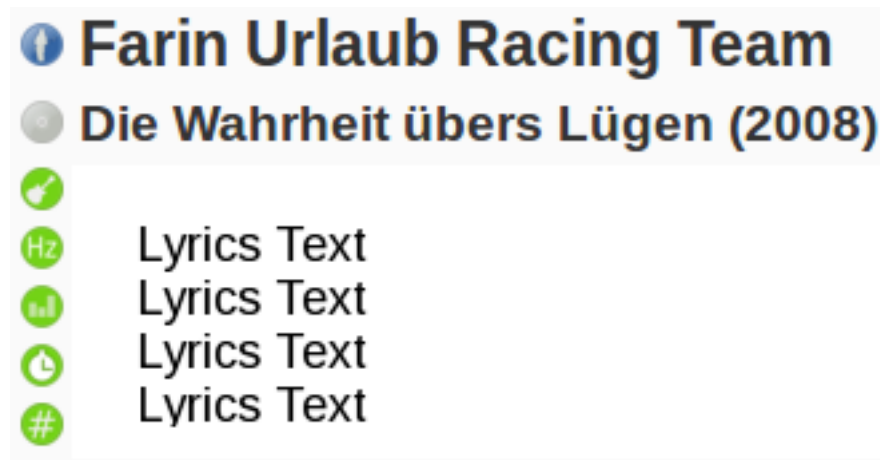 Farin Urlaub Racing Team
Die Wahrheit übers Lügen (2008)
Hz
Lyrics Text
Lyrics Text
Lyrics Text
Lyrics Text
#